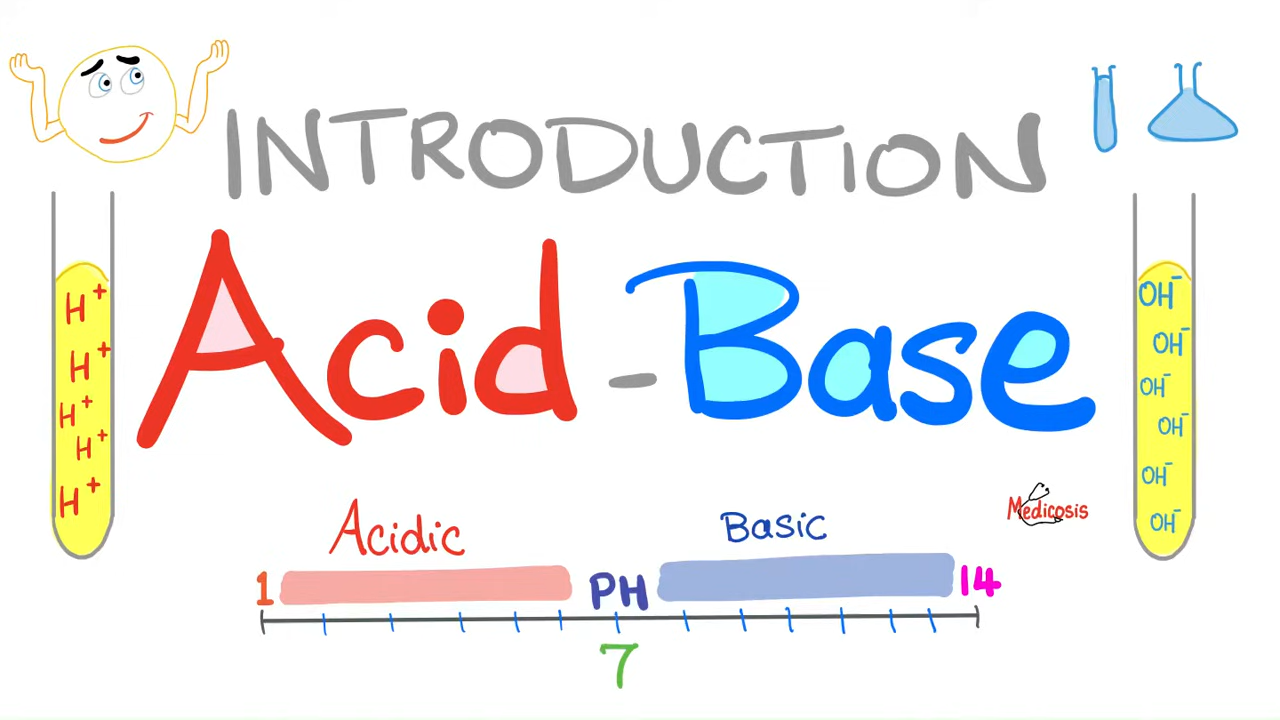 INTRODUCTION
Acid-Base
H+
H+
H+
H+
H+
OH-
OH-
OH-
OH-
OH-
OH-
Medicosis
Acidic
Basic
1
PH
14
7